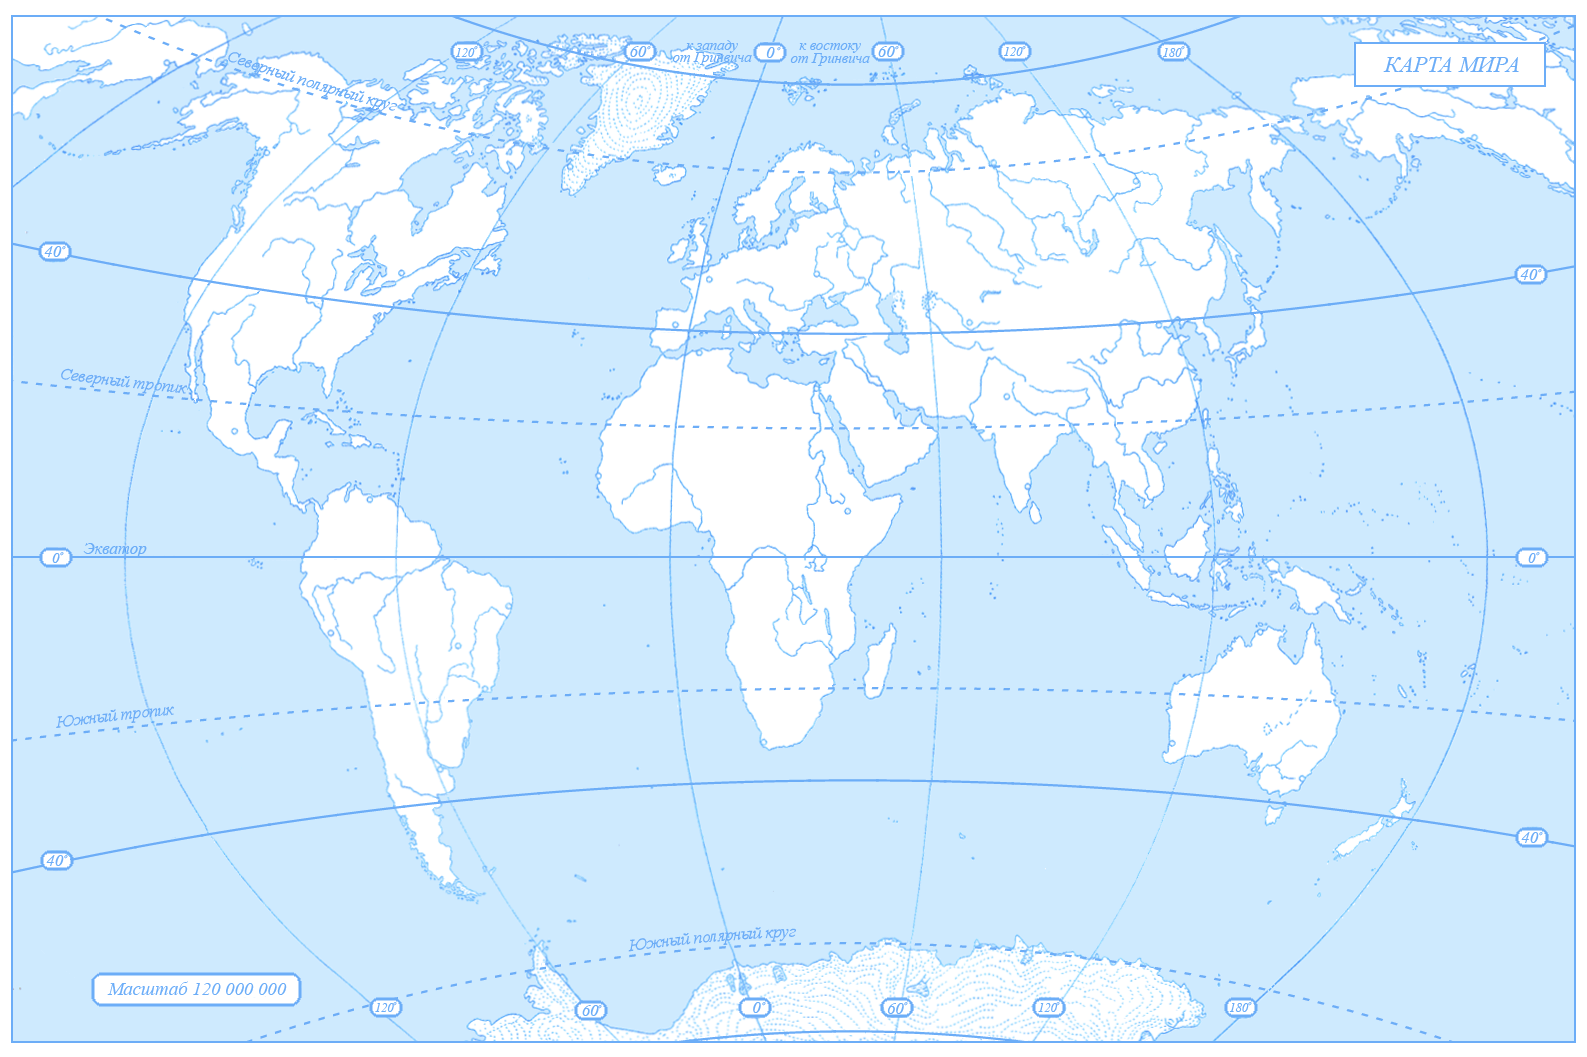 120°
60°
к западу
от Гринвича
0°
к востоку
от Гринвича
60°
120°
180°
КАРТА МИРА
Северный полярный круг
40°
40°
Северный тропик
Экватор
0°
0°
Южный тропик
40°
40°
Южный полярный круг
Масштаб 120 000 000
120°
60°
0°
60°
120°
180°